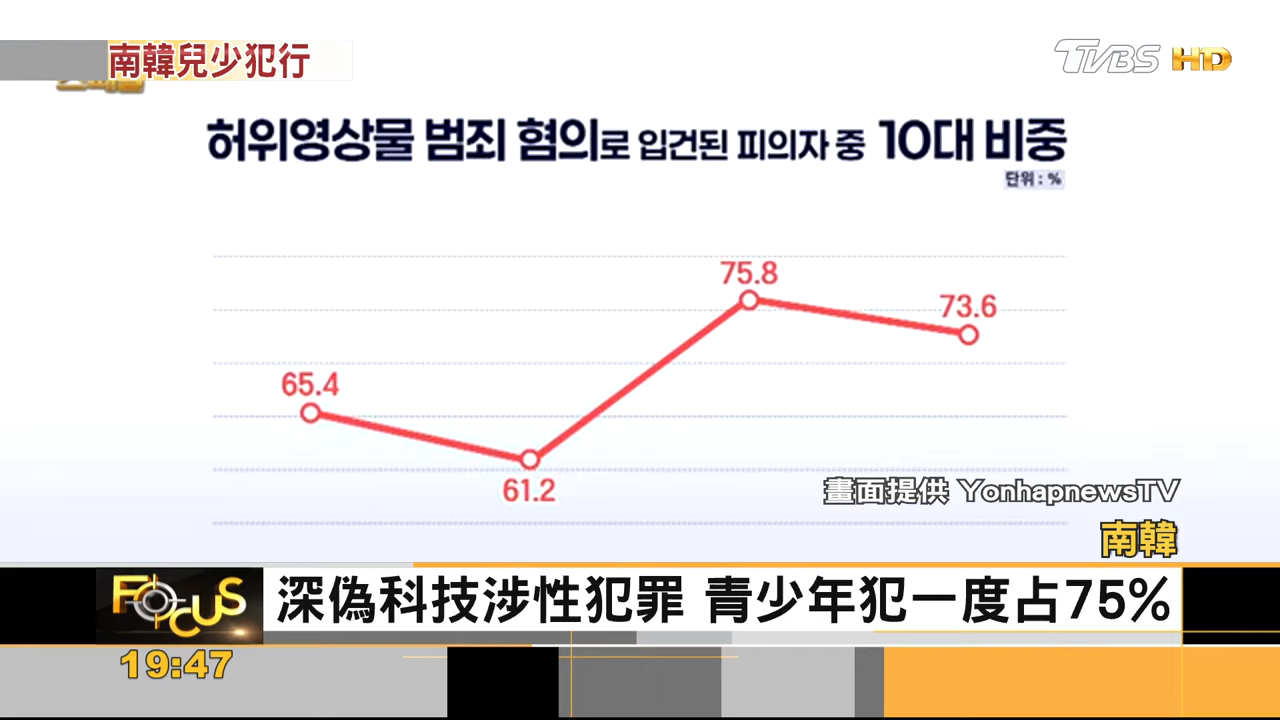 南韓兒少犯行
TVBS HD
허위영상물 범죄 혐의로 입건된 피의자 중 10대 비중
단위 : %
75.8
73.6
65.4
61.2
畫面提供 YonhapnewsTV
南韓
FOCUS
深偽科技涉性犯罪 青少年犯一度占75%
19:47